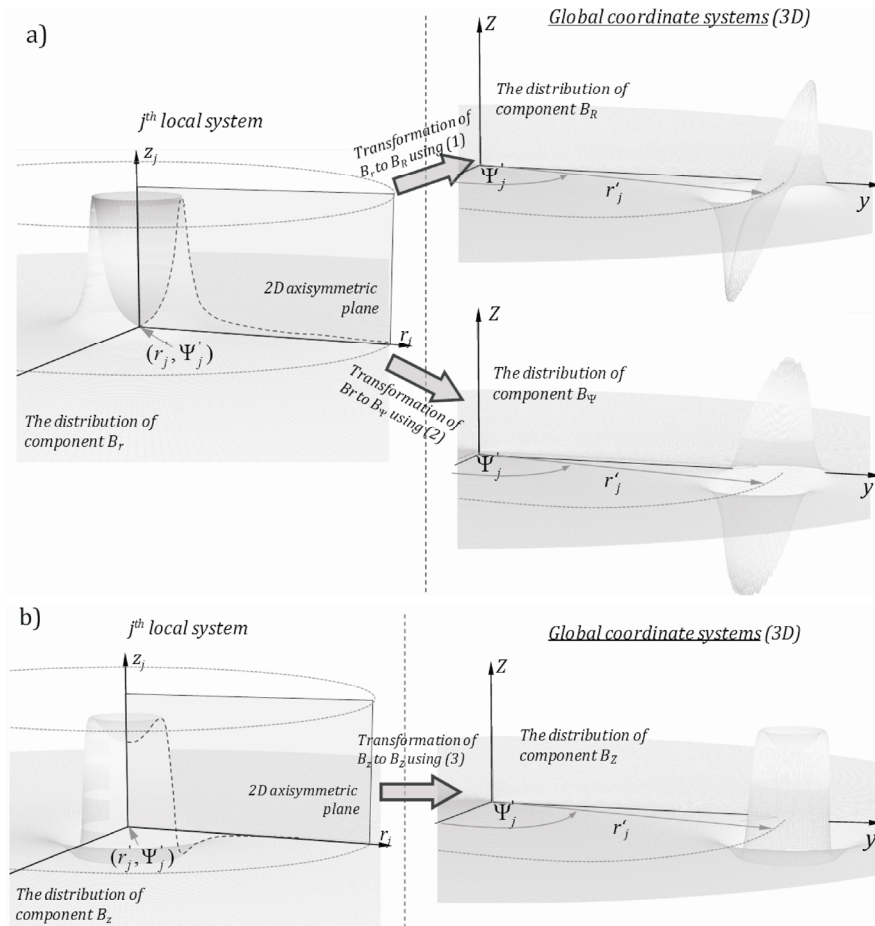 a)
Global coordinate systems (3D)
Z
The distribution of
component B_R
j^th local system
z_j
Transformation of
B_r to B_R using (1)
Ψ'_j
r'_j
y
2D axisymmetric
plane
r_j
(r_j, Ψ'_j)
The distribution of
component B_r
Transformation of
Br to B_Ψ using (2)
Z
The distribution of
component B_Ψ
Ψ'_j
r'_j
y
b)
j^th local system
Global coordinate systems (3D)
z_j
Z
The distribution of
component B_Z
Transformation of
B_z to B_Z using (3)
2D axisymmetric
plane
Ψ'_j
r'_j
y
r_j
(r'_j, Ψ'_j)
The distribution of
component B_z